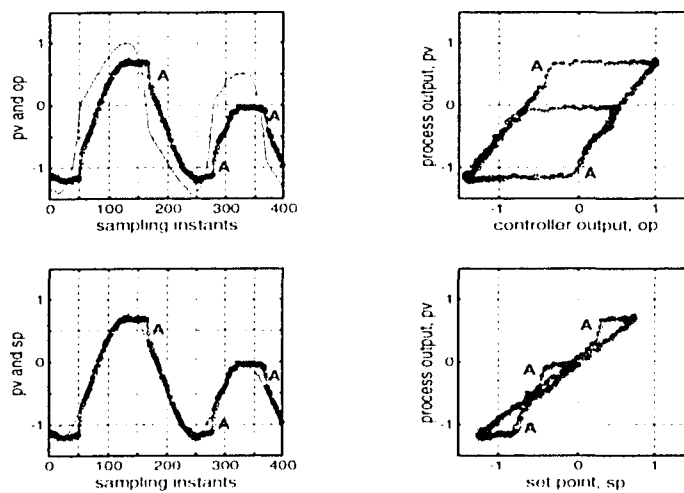 pv and op
1
0
-1
0
100
200
300
400
sampling instants
A
A
A
process output, pv
1
0
-1
-1
0
1
controller output, op
A
A
pv and sp
1
0
-1
0
100
200
300
400
sampling instants
A
A
A
process output, pv
1
0
-1
-1
0
1
set point, sp
A
A
A